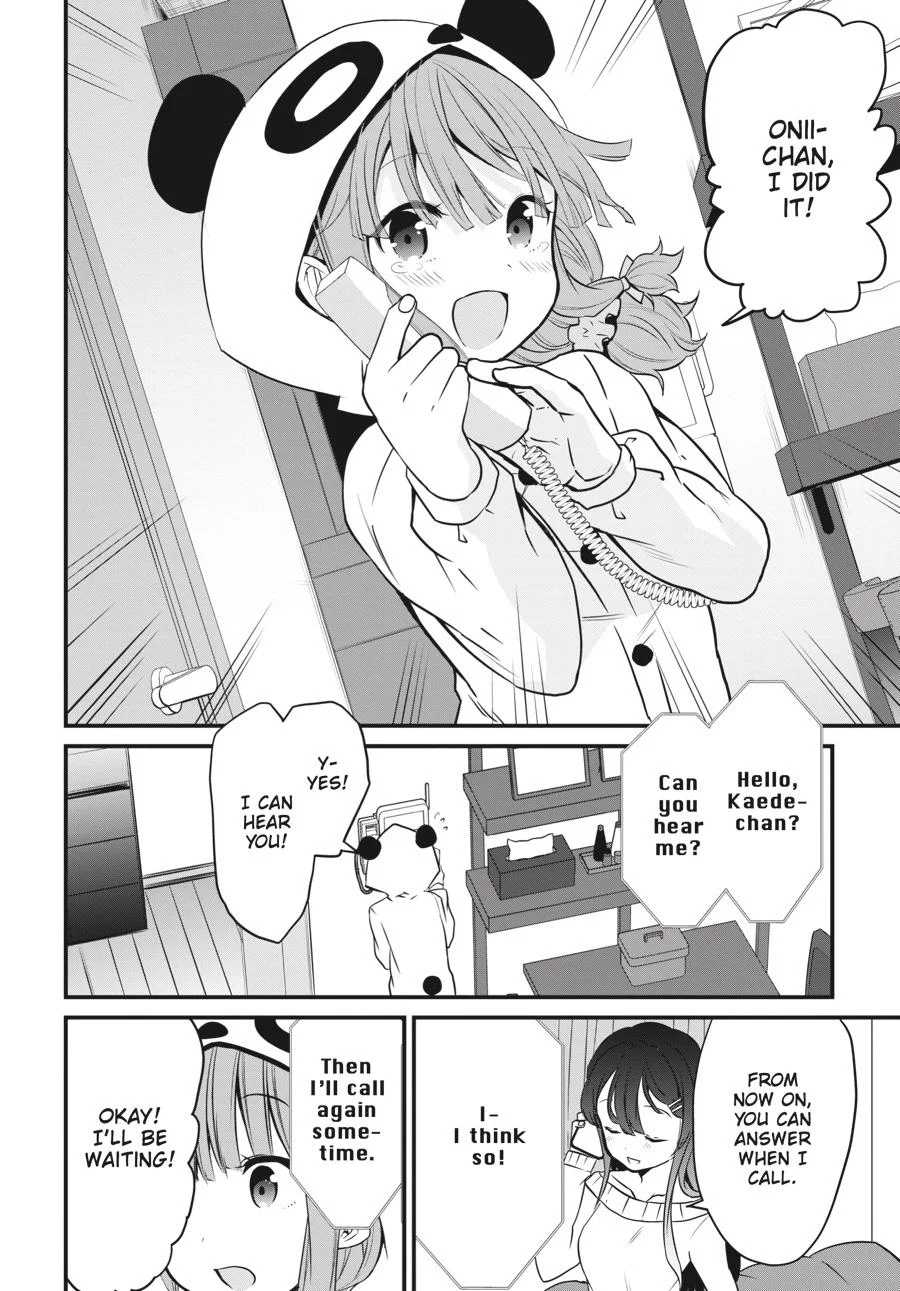 ONII-
CHAN,
I DID
IT!
Hello,
Kaede-
chan?
Can
you
hear
me?
Y-
YES!
I CAN
HEAR
YOU!
FROM
NOW ON,
YOU CAN
ANSWER
WHEN I
CALL.
I-
I think
so!
Then
I'll call
again
some-
time.
OKAY!
I'LL BE
WAITING!